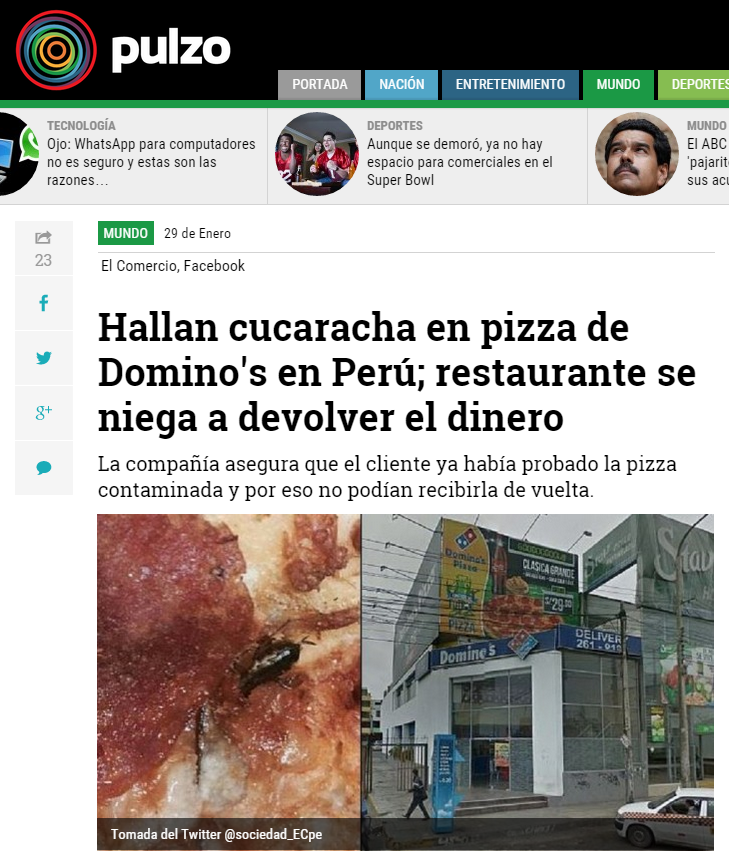 pulzo
PORTADA
NACIÓN
ENTRETENIMIENTO
MUNDO
DEPORTES
TECNOLOGÍA
Ojo: WhatsApp para computadores
no es seguro y estas son las
razones…
DEPORTES
Aunque se demoró, ya no hay
espacio para comerciales en el
Super Bowl
MUNDO
El ABC
'pajarit
sus acu
23
MUNDO 29 de Enero
El Comercio, Facebook
Hallan cucaracha en pizza de
Domino's en Perú; restaurante se
niega a devolver el dinero
La compañía asegura que el cliente ya había probado la pizza
contaminada y por eso no podían recibirla de vuelta.
Domino's
Pizza
CLASICA GRANDE
S/.29.90
PIZZA
Domino's
DELIVERY
261 - 919
Tomada del Twitter @sociedad_ECpe